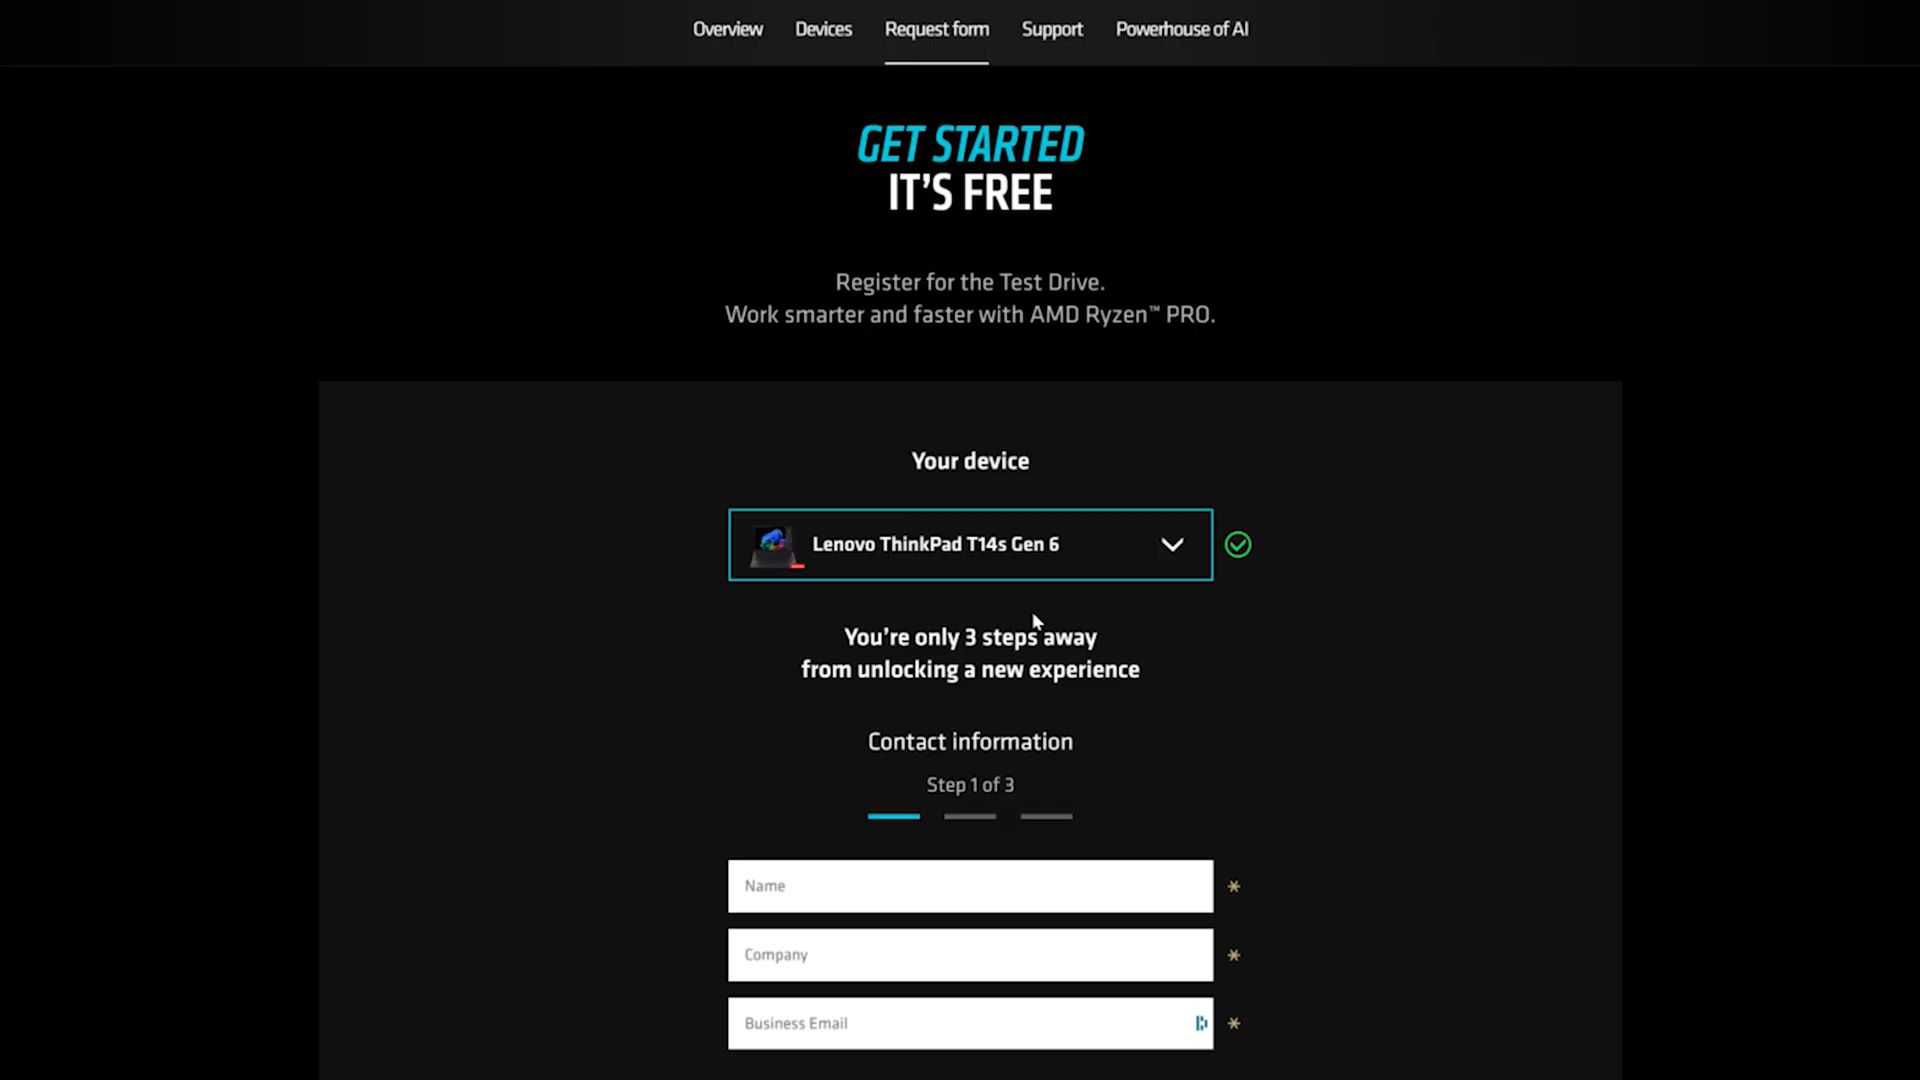 Overview Devices Request form Support Powerhouse of AI
GET STARTED
IT'S FREE
Register for the Test Drive.
Work smarter and faster with AMD Ryzen™ PRO.
Your device
Lenovo ThinkPad T14s Gen 6
You're only 3 steps away
from unlocking a new experience
Contact information
Step 1 of 3
Name *
Company *
Business Email *